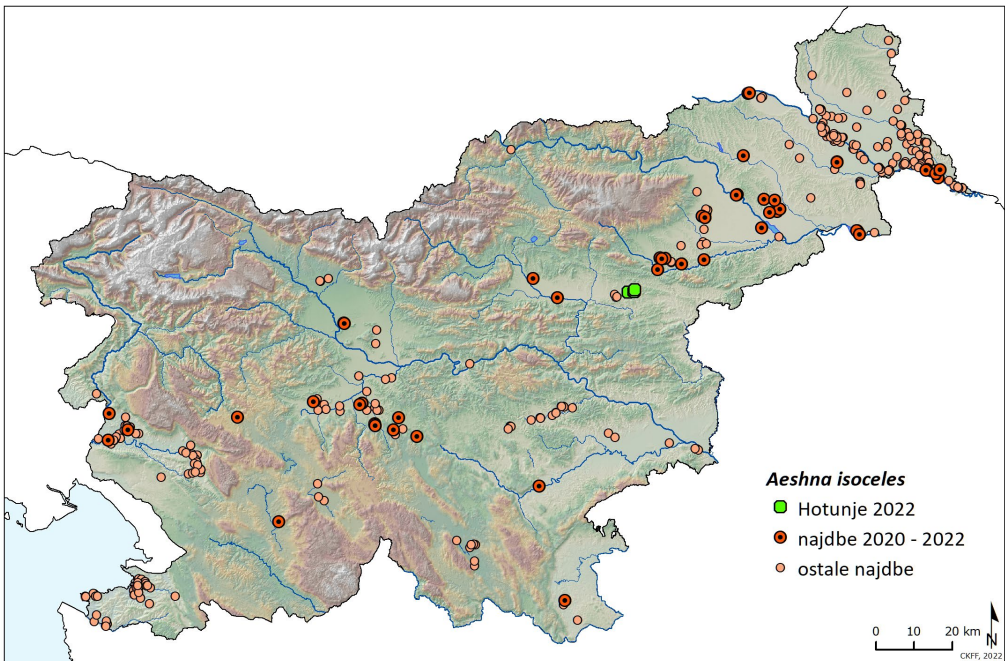 Aeshna isoceles
Hotunje 2022
najdbe 2020 - 2022
ostale najdbe
0 10 20 km
N
CKFF, 2022